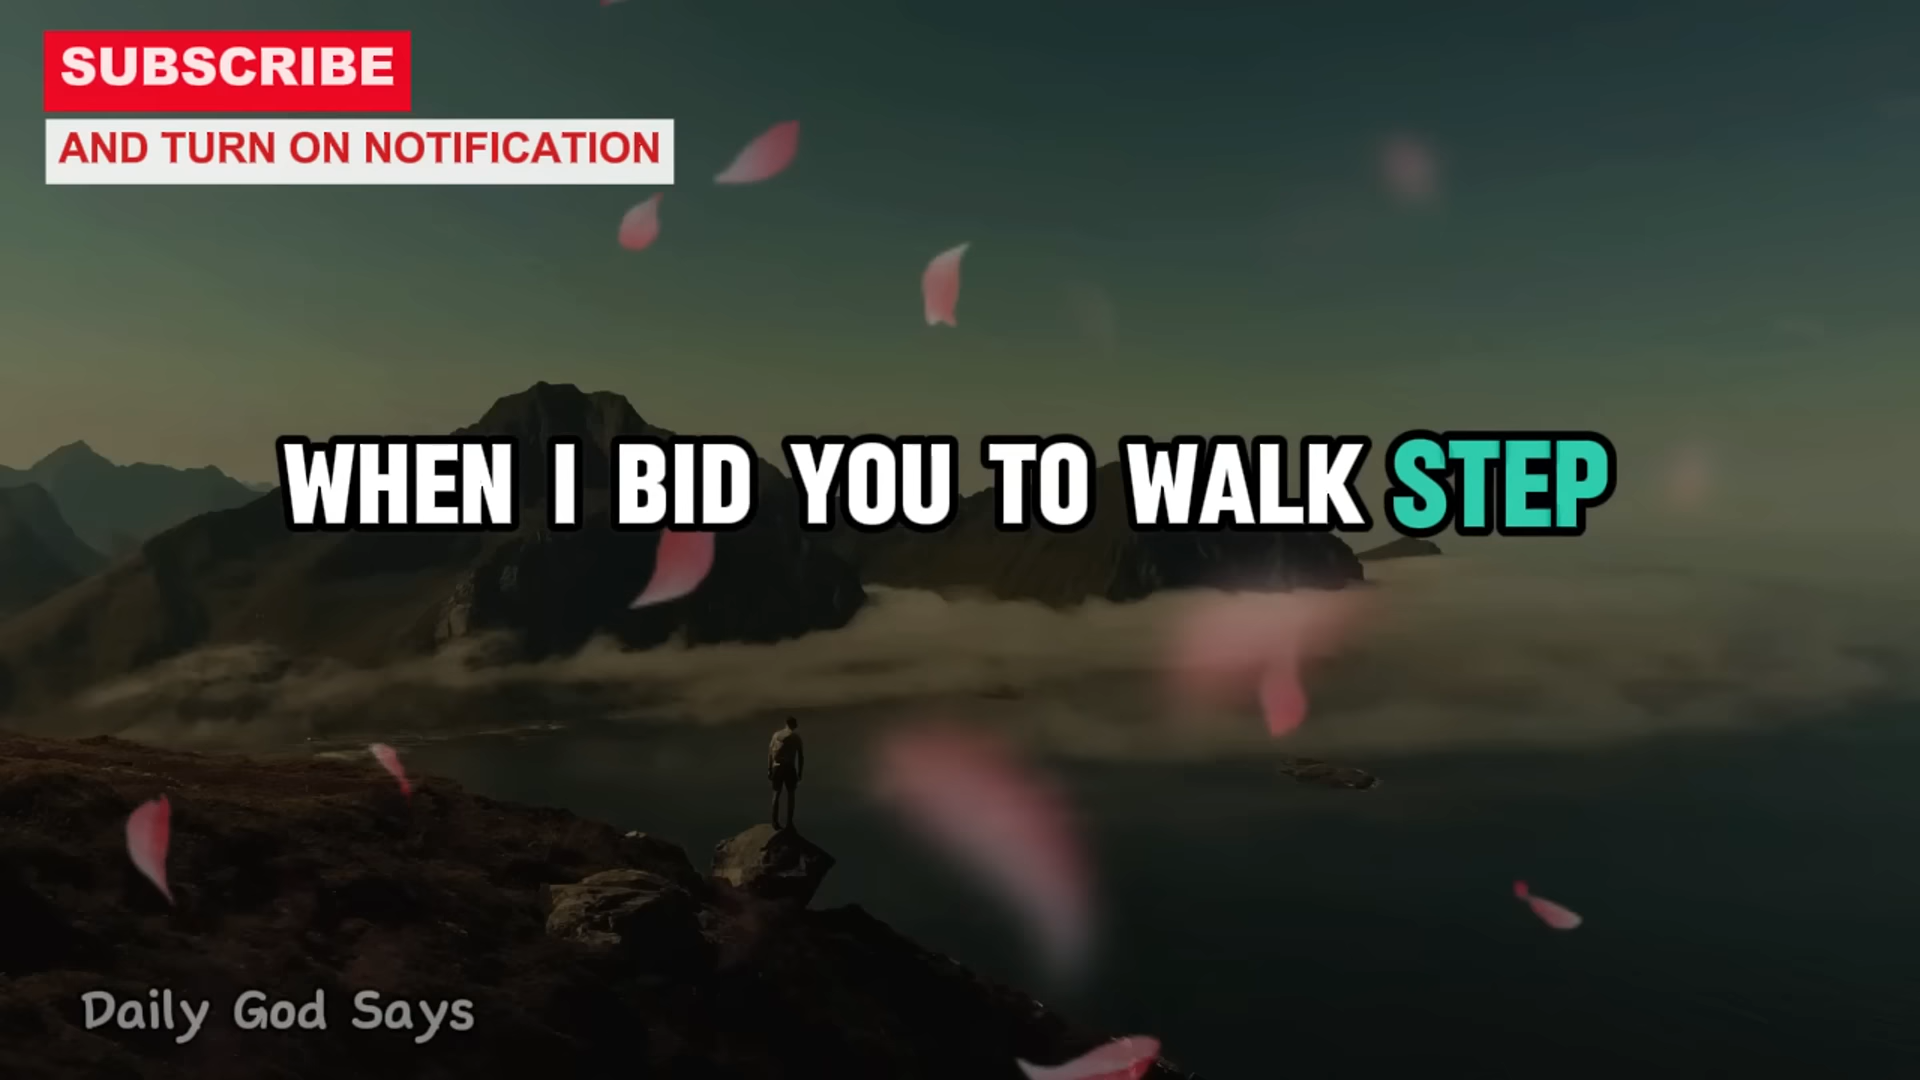 SUBSCRIBE
AND TURN ON NOTIFICATION
WHEN I BID YOU TO WALK STEP
Daily God Says